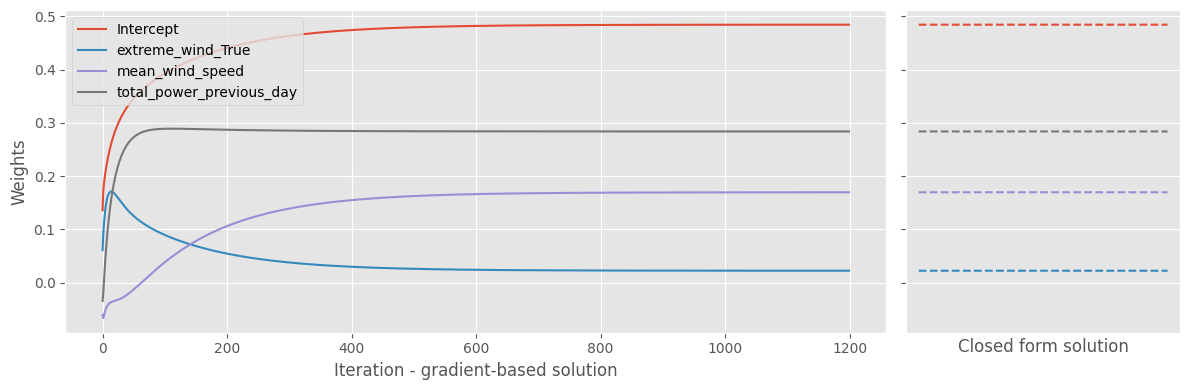 0.5
0.4
0.3
0.2
0.1
0.0
Weights
Intercept
extreme_wind_True
mean_wind_speed
total_power_previous_day
0 200 400 600 800 1000 1200
Iteration - gradient-based solution
Closed form solution